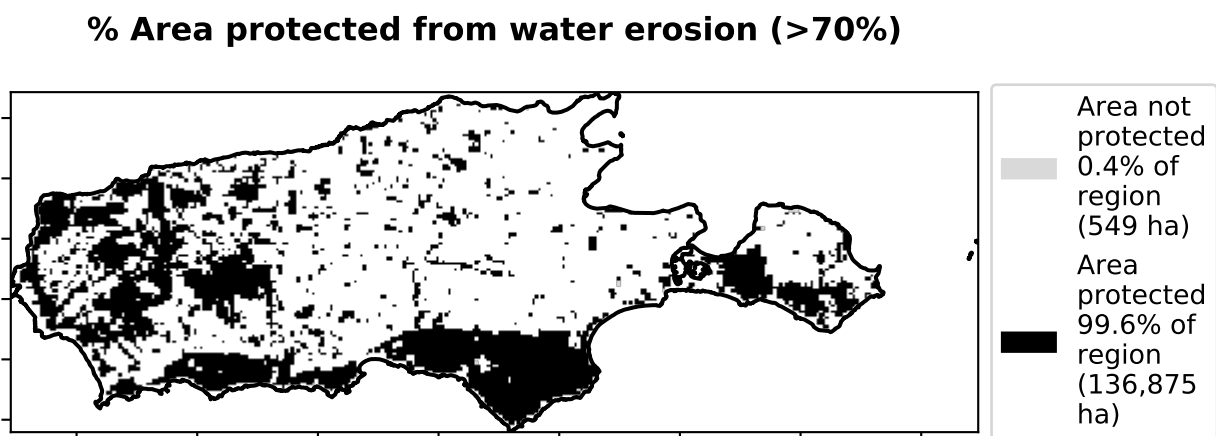 % Area protected from water erosion (>70%)
Area not
protected
0.4% of
region
(549 ha)
Area
protected
99.6% of
region
(136,875
ha)